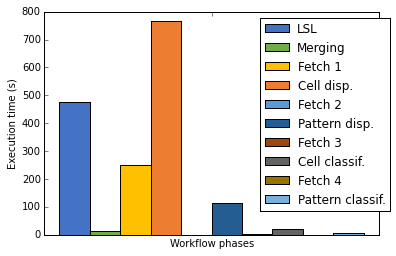 800
700
600
500
400
300
200
100
0
Execution time (s)
Workflow phases
LSL
Merging
Fetch 1
Cell disp.
Fetch 2
Pattern disp.
Fetch 3
Cell classif.
Fetch 4
Pattern classif.